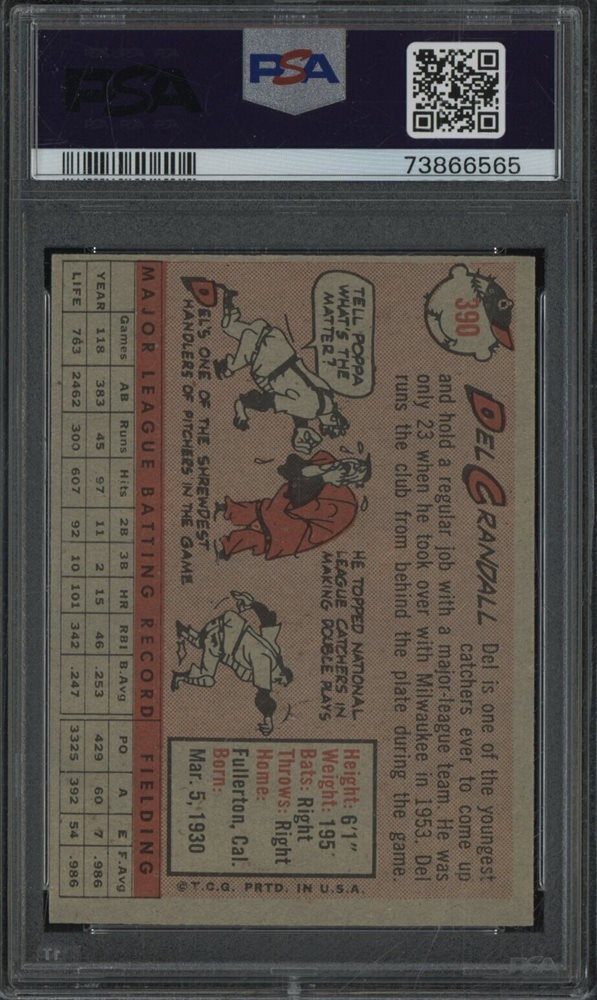 PSA
PSA
73866565
390
DEL CRANDALL
Del is one of the youngest
catchers ever to come up
and hold a regular job with a major-league team. He was
only 23 when he took over with Milwaukee in 1953. Del
runs the club from behind the plate during the game.
TELL POPPA
WHAT'S THE
MATTER?
DEL'S ONE OF THE SHREWDEST
HANDLERS OF PITCHERS IN THE GAME
HE TOPPED NATIONAL
LEAGUE CATCHERS IN
MAKING DOUBLE PLAYS
Height: 6'1"
Weight: 195
Bats: Right
Throws: Right
Home:
Fullerton, Cal.
Born:
Mar. 5, 1930
MAJOR LEAGUE BATTING RECORD FIELDING
Games AB Runs Hits 2B 3B HR RBI B.Avg PO A E F.Avg
YEAR 118 383 45 97 11 2 15 46 .253 429 60 7 .986
LIFE 763 2462 300 607 92 10 101 342 .247 3325 392 54 .986
©T.C.G. PRTD. IN U.S.A.
PSA